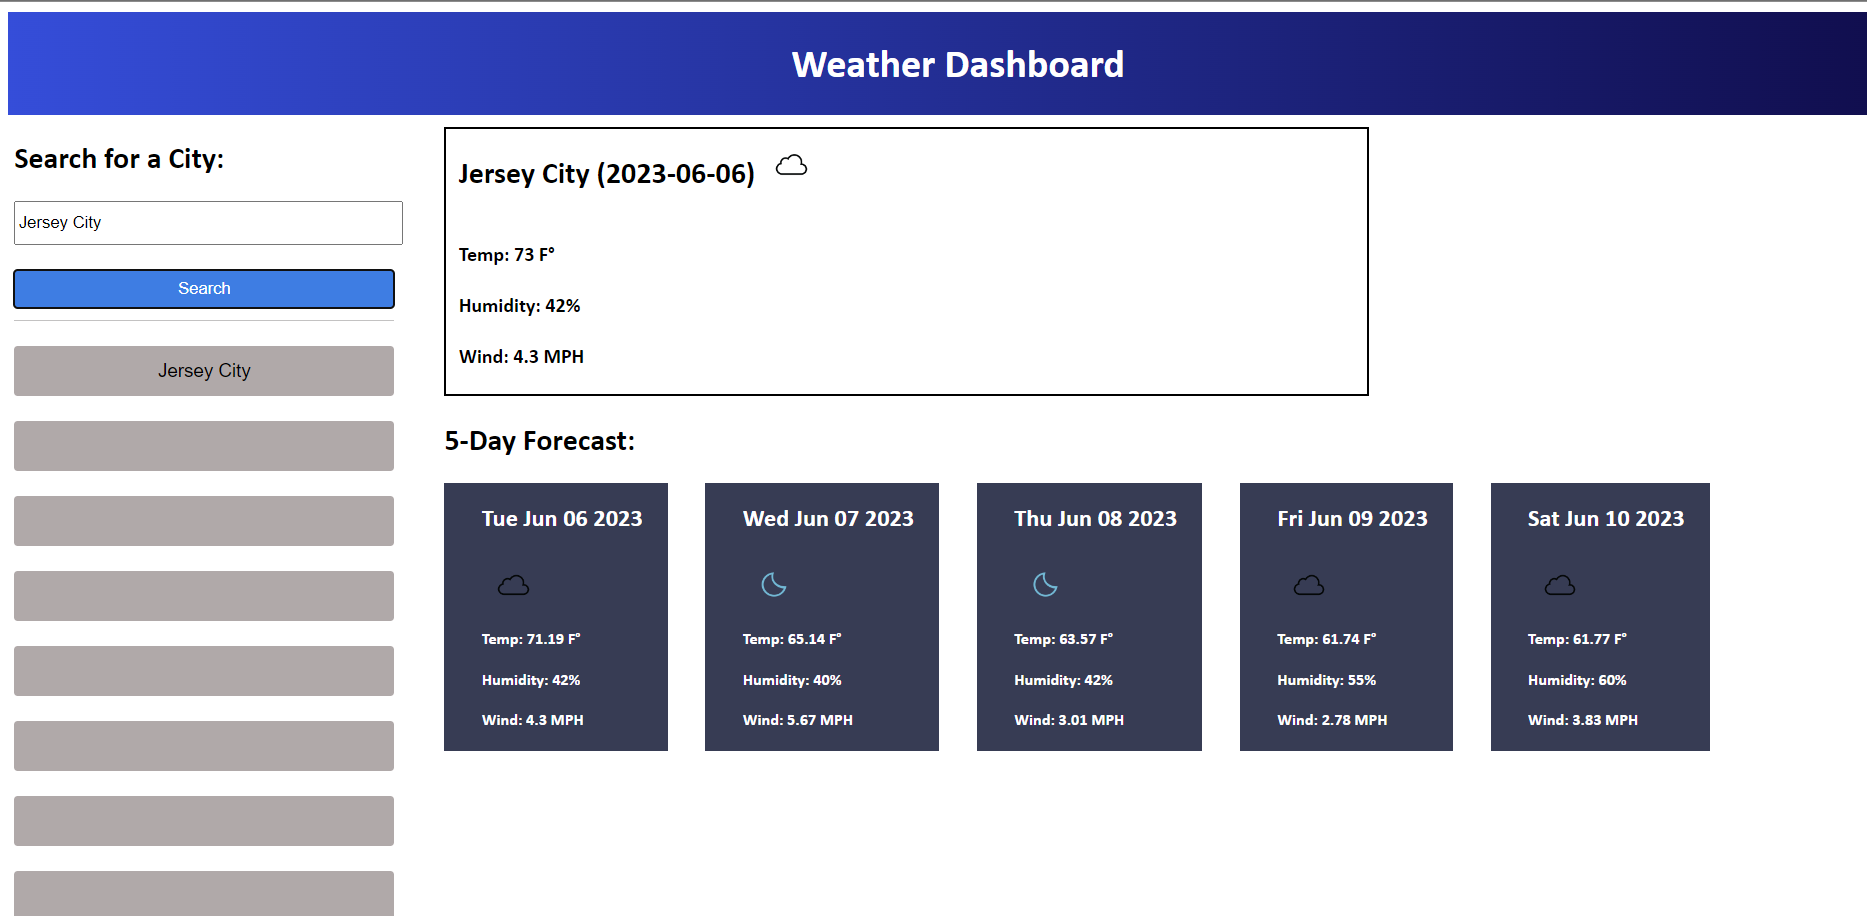 Weather Dashboard
Search for a City:
Jersey City
Search
Jersey City
Jersey City (2023-06-06)
Temp: 73 F°
Humidity: 42%
Wind: 4.3 MPH
5-Day Forecast:
Tue Jun 06 2023
Temp: 71.19 F°
Humidity: 42%
Wind: 4.3 MPH
Wed Jun 07 2023
Temp: 65.14 F°
Humidity: 40%
Wind: 5.67 MPH
Thu Jun 08 2023
Temp: 63.57 F°
Humidity: 42%
Wind: 3.01 MPH
Fri Jun 09 2023
Temp: 61.74 F°
Humidity: 55%
Wind: 2.78 MPH
Sat Jun 10 2023
Temp: 61.77 F°
Humidity: 60%
Wind: 3.83 MPH